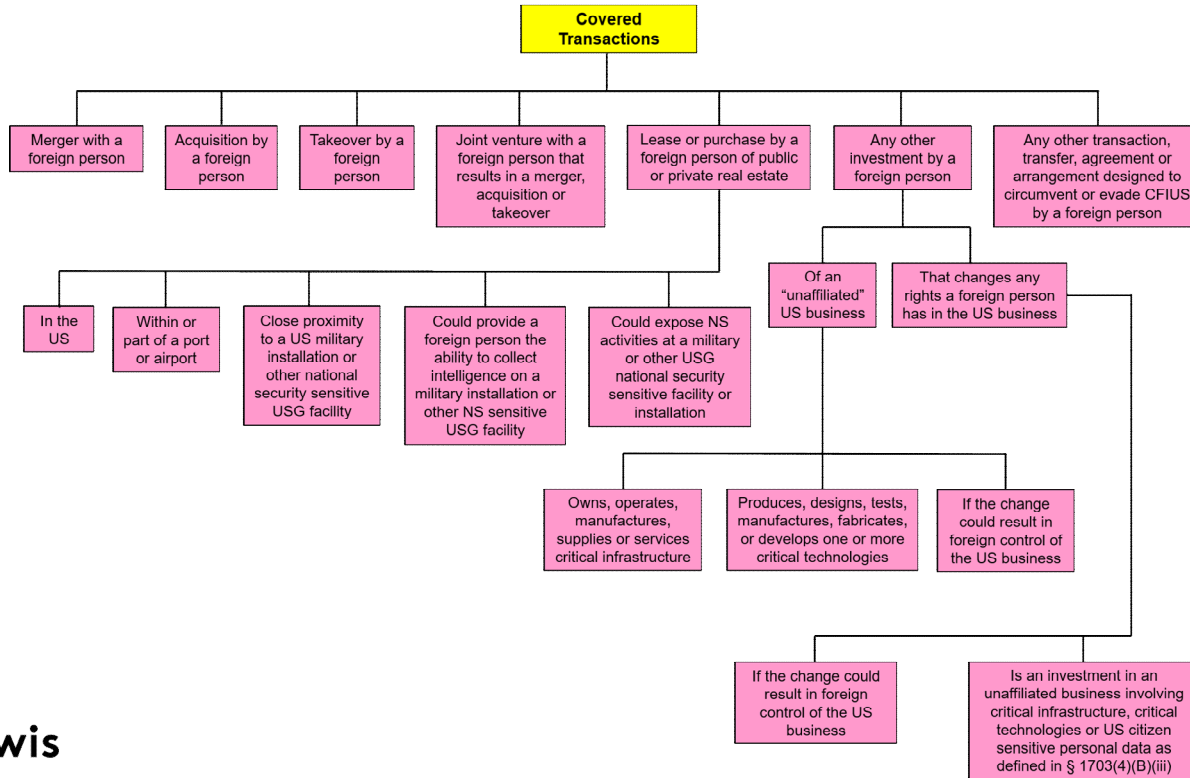 Covered
Transactions
Merger with a
foreign person
Acquisition by
a foreign
person
Takeover by a
foreign
person
Joint venture with a
foreign person that
results in a merger,
acquisition or
takeover
Lease or purchase by a
foreign person of public
or private real estate
Any other
investment by a
foreign person
Any other transaction,
transfer, agreement or
arrangement designed to
circumvent or evade CFIUS
by a foreign person
In the
US
Within or
part of a port
or airport
Close proximity
to a US military
installation or
other national
security sensitive
USG facility
Could provide a
foreign person the
ability to collect
intelligence on a
military installation or
other NS sensitive
USG facility
Could expose NS
activities at a military
or other USG
national security
sensitive facility or
installation
Of an
“unaffiliated”
US business
That changes any
rights a foreign person
has in the US business
Owns, operates,
manufactures,
supplies or services
critical infrastructure
Produces, designs, tests,
manufactures, fabricates,
or develops one or more
critical technologies
If the change
could result in
foreign control of
the US business
If the change could
result in foreign
control of the US
business
Is an investment in an
unaffiliated business involving
critical infrastructure, critical
technologies or US citizen
sensitive personal data as
defined in § 1703(4)(B)(iii)
wis